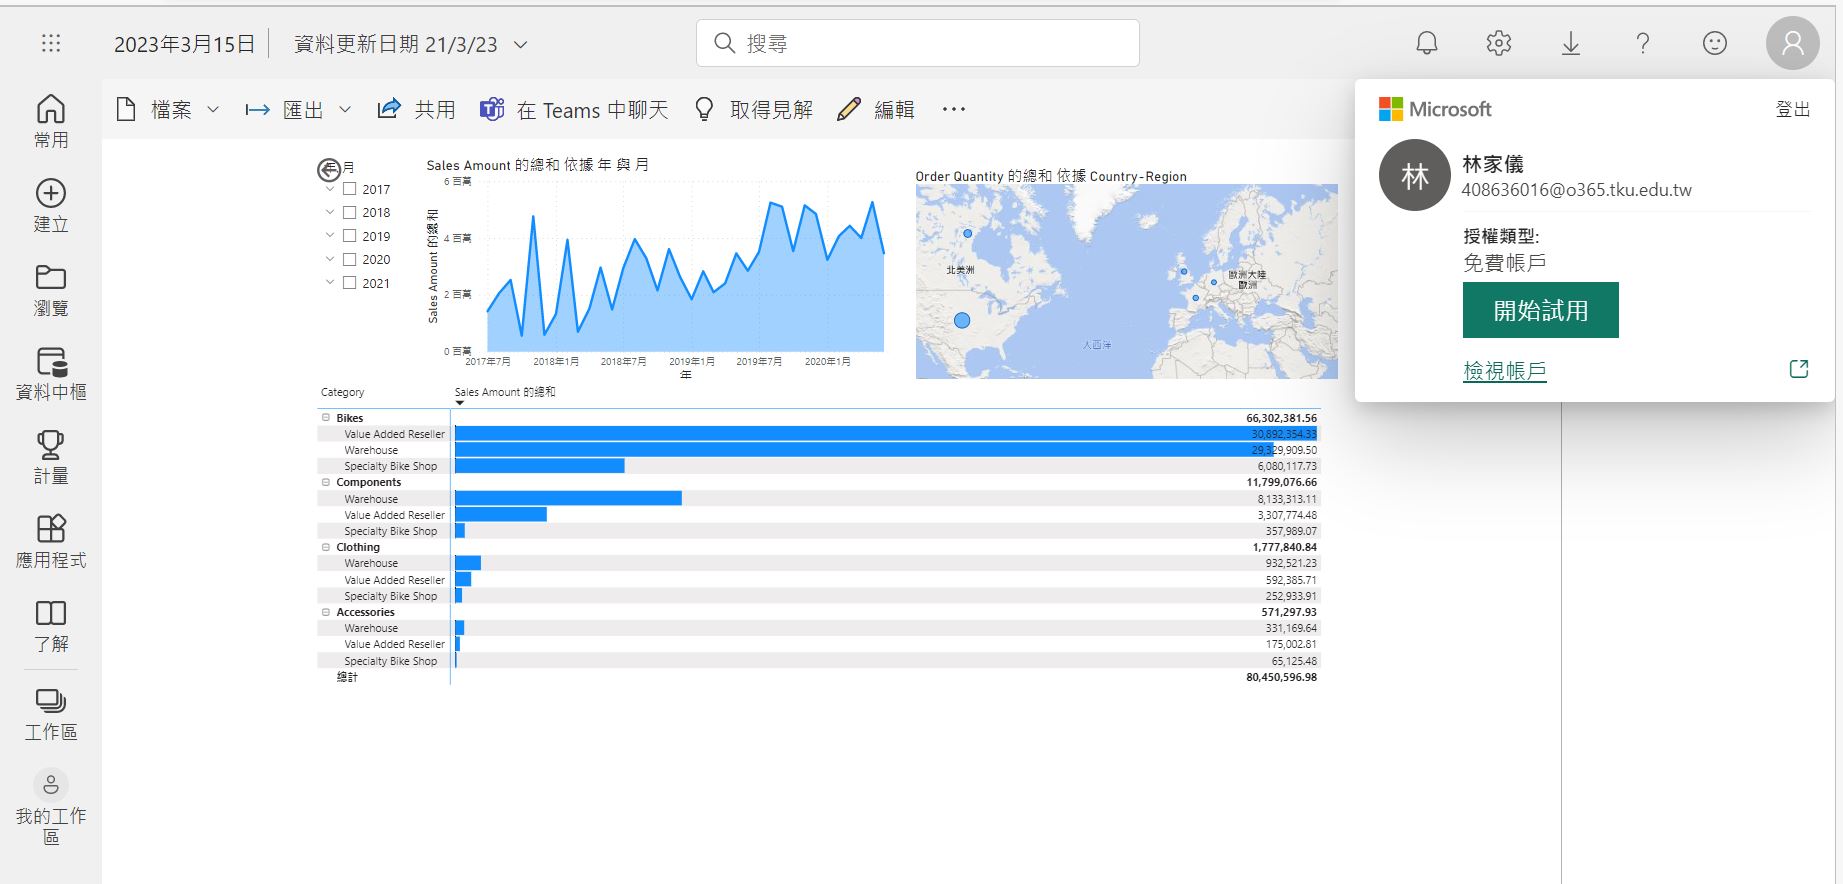 2023年3月15日
資料更新日期 21/3/23
搜尋
常用
建立
瀏覽
資料中樞
計量
應用程式
了解
工作區
我的工作
區
檔案
匯出
共用
在 Teams 中聊天
取得見解
編輯
月
2017
2018
2019
2020
2021
Sales Amount 的總和 依據 年 與 月
Sales Amount 的總和
6 百萬
4 百萬
2 百萬
0 百萬
2017年7月
2018年1月
2018年7月
2019年1月
2019年7月
2020年1月
年
Order Quantity 的總和 依據 Country-Region
北美洲
歐洲大陸
歐洲
大西洋
Microsoft
登出
林
林家儀
408636016@o365.tku.edu.tw
授權類型:
免費帳戶
開始試用
檢視帳戶
Category Sales Amount 的總和
Bikes 66,302,381.56
Value Added Reseller 30,892,354.33
Warehouse 29,329,909.50
Specialty Bike Shop 6,080,117.73
Components 11,799,076.66
Warehouse 8,133,313.11
Value Added Reseller 3,307,774.48
Specialty Bike Shop 357,989.07
Clothing 1,777,840.84
Warehouse 932,521.23
Value Added Reseller 592,385.71
Specialty Bike Shop 252,933.91
Accessories 571,297.93
Warehouse 331,169.64
Value Added Reseller 175,002.81
Specialty Bike Shop 65,125.48
總計 80,450,596.98